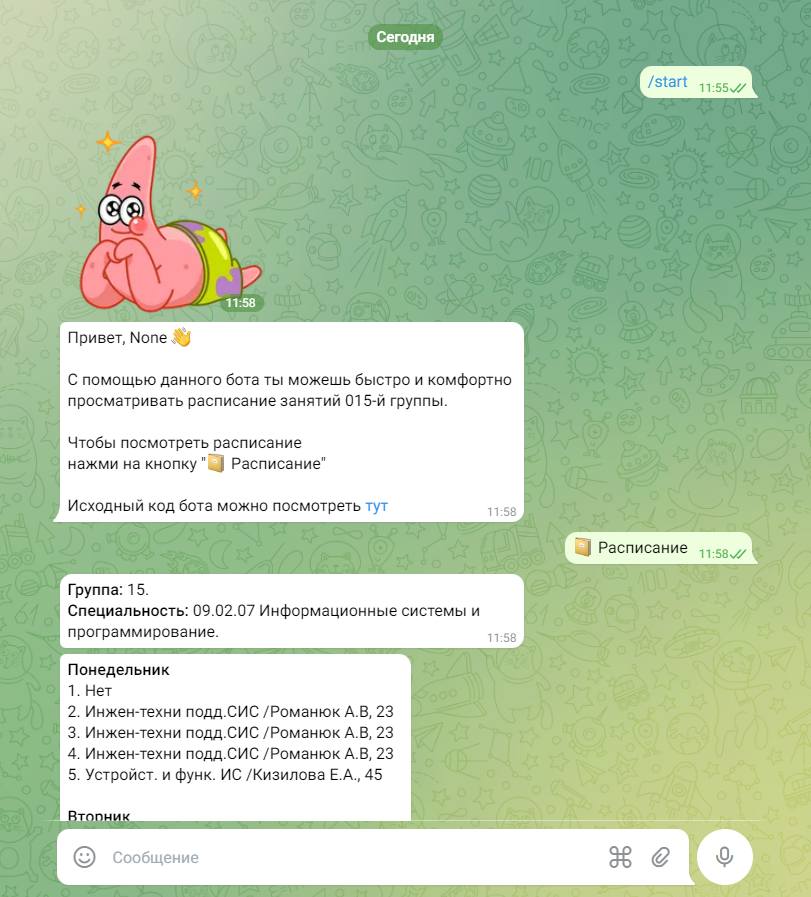 Сегодня
/start 11:55
11:58
Привет, None 👋
С помощью данного бота ты можешь быстро и комфортно
просматривать расписание занятий 015-й группы.
Чтобы посмотреть расписание
нажми на кнопку "📔 Расписание"
Исходный код бота можно посмотреть тут 11:58
📔 Расписание 11:58
Группа: 15.
Специальность: 09.02.07 Информационные системы и
программирование. 11:58
Понедельник
1. Нет
2. Инжен-техни подд.СИС /Романюк А.В, 23
3. Инжен-техни подд.СИС /Романюк А.В, 23
4. Инжен-техни подд.СИС /Романюк А.В, 23
5. Устройст. и функ. ИС /Кизилова Е.А., 45
Вторник
Сообщение